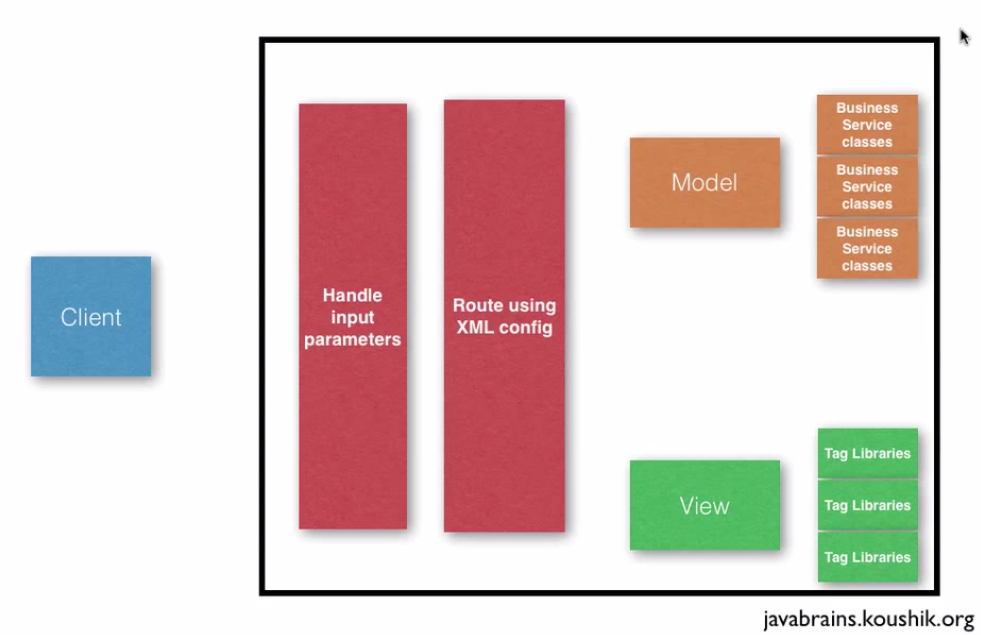 Client
Handle
input
parameters
Route using
XML config
Model
Business
Service
classes
Business
Service
classes
Business
Service
classes
View
Tag Libraries
Tag Libraries
Tag Libraries
javabrains.koushik.org